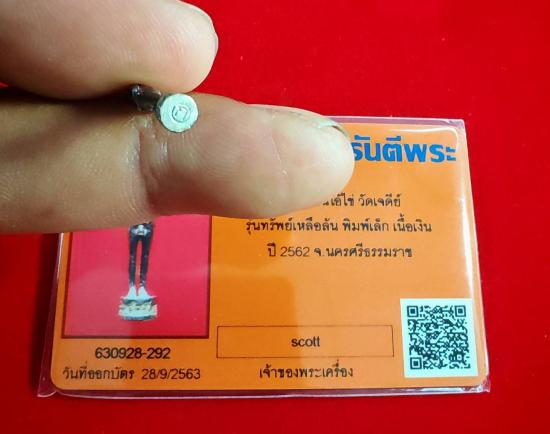 รันตีพระ
วัดเจดีย์
รุ่นทรัพย์เหลือล้น พิมพ์เล็ก เนื้อเงิน
ปี 2562 จ.นครศรีธรรมราช
scott
630928-292
วันที่ออกบัตร 28/9/2563
เจ้าของพระเครื่อง